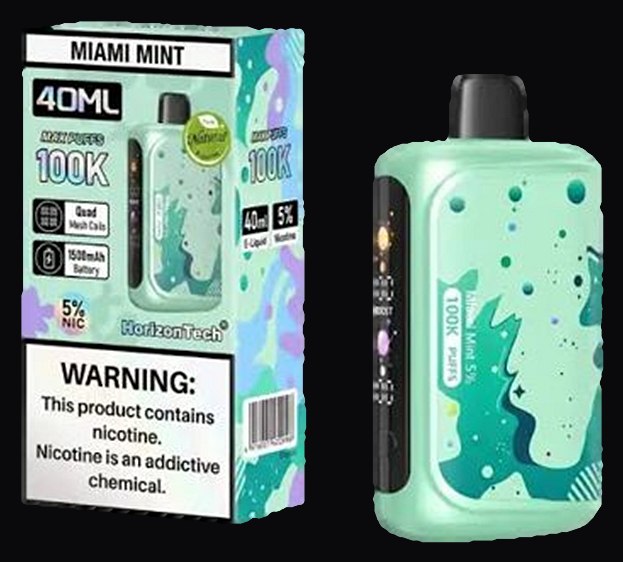 MIAMI MINT
40ML
MAX PUFFS
100K
Natural
Quad
Mesh Coils
1500mAh
Battery
5%
NIC
HorizonTech®
WARNING:
This product contains
nicotine.
Nicotine is an addictive
chemical.
MAX PUFFS
100K
40ml
E-Liquid
5%
Nicotine
Mint 5%
100K PUFFS